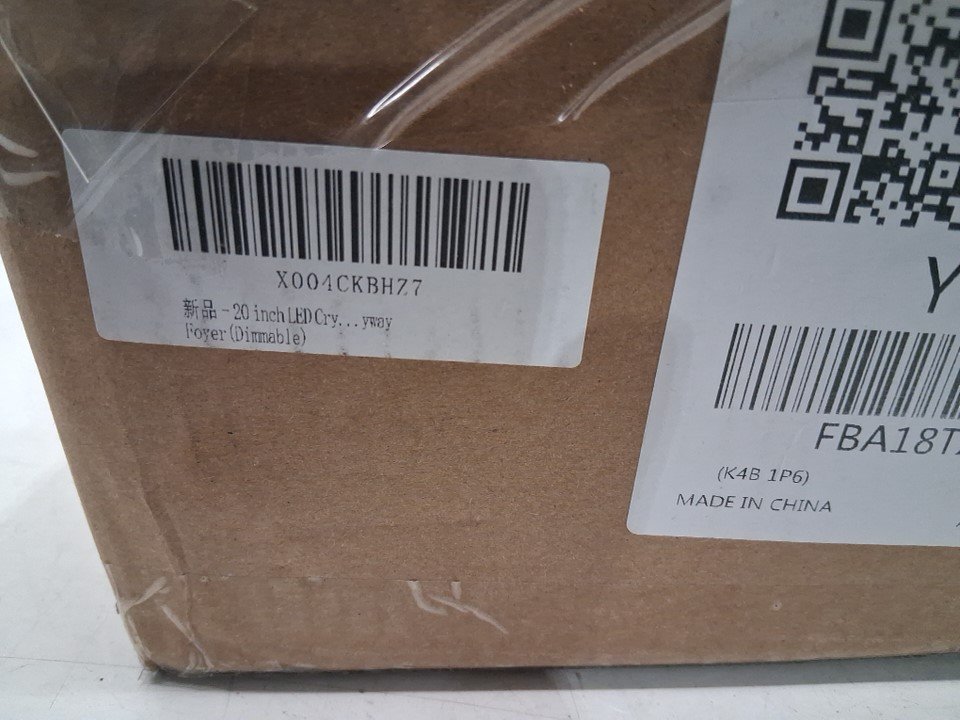 X004CKBHZ7
新品 - 20 inch LED Cry...yway
Foyer(Dimmable)
Y
FBA18T
(K4B 1P6)
MADE IN CHINA